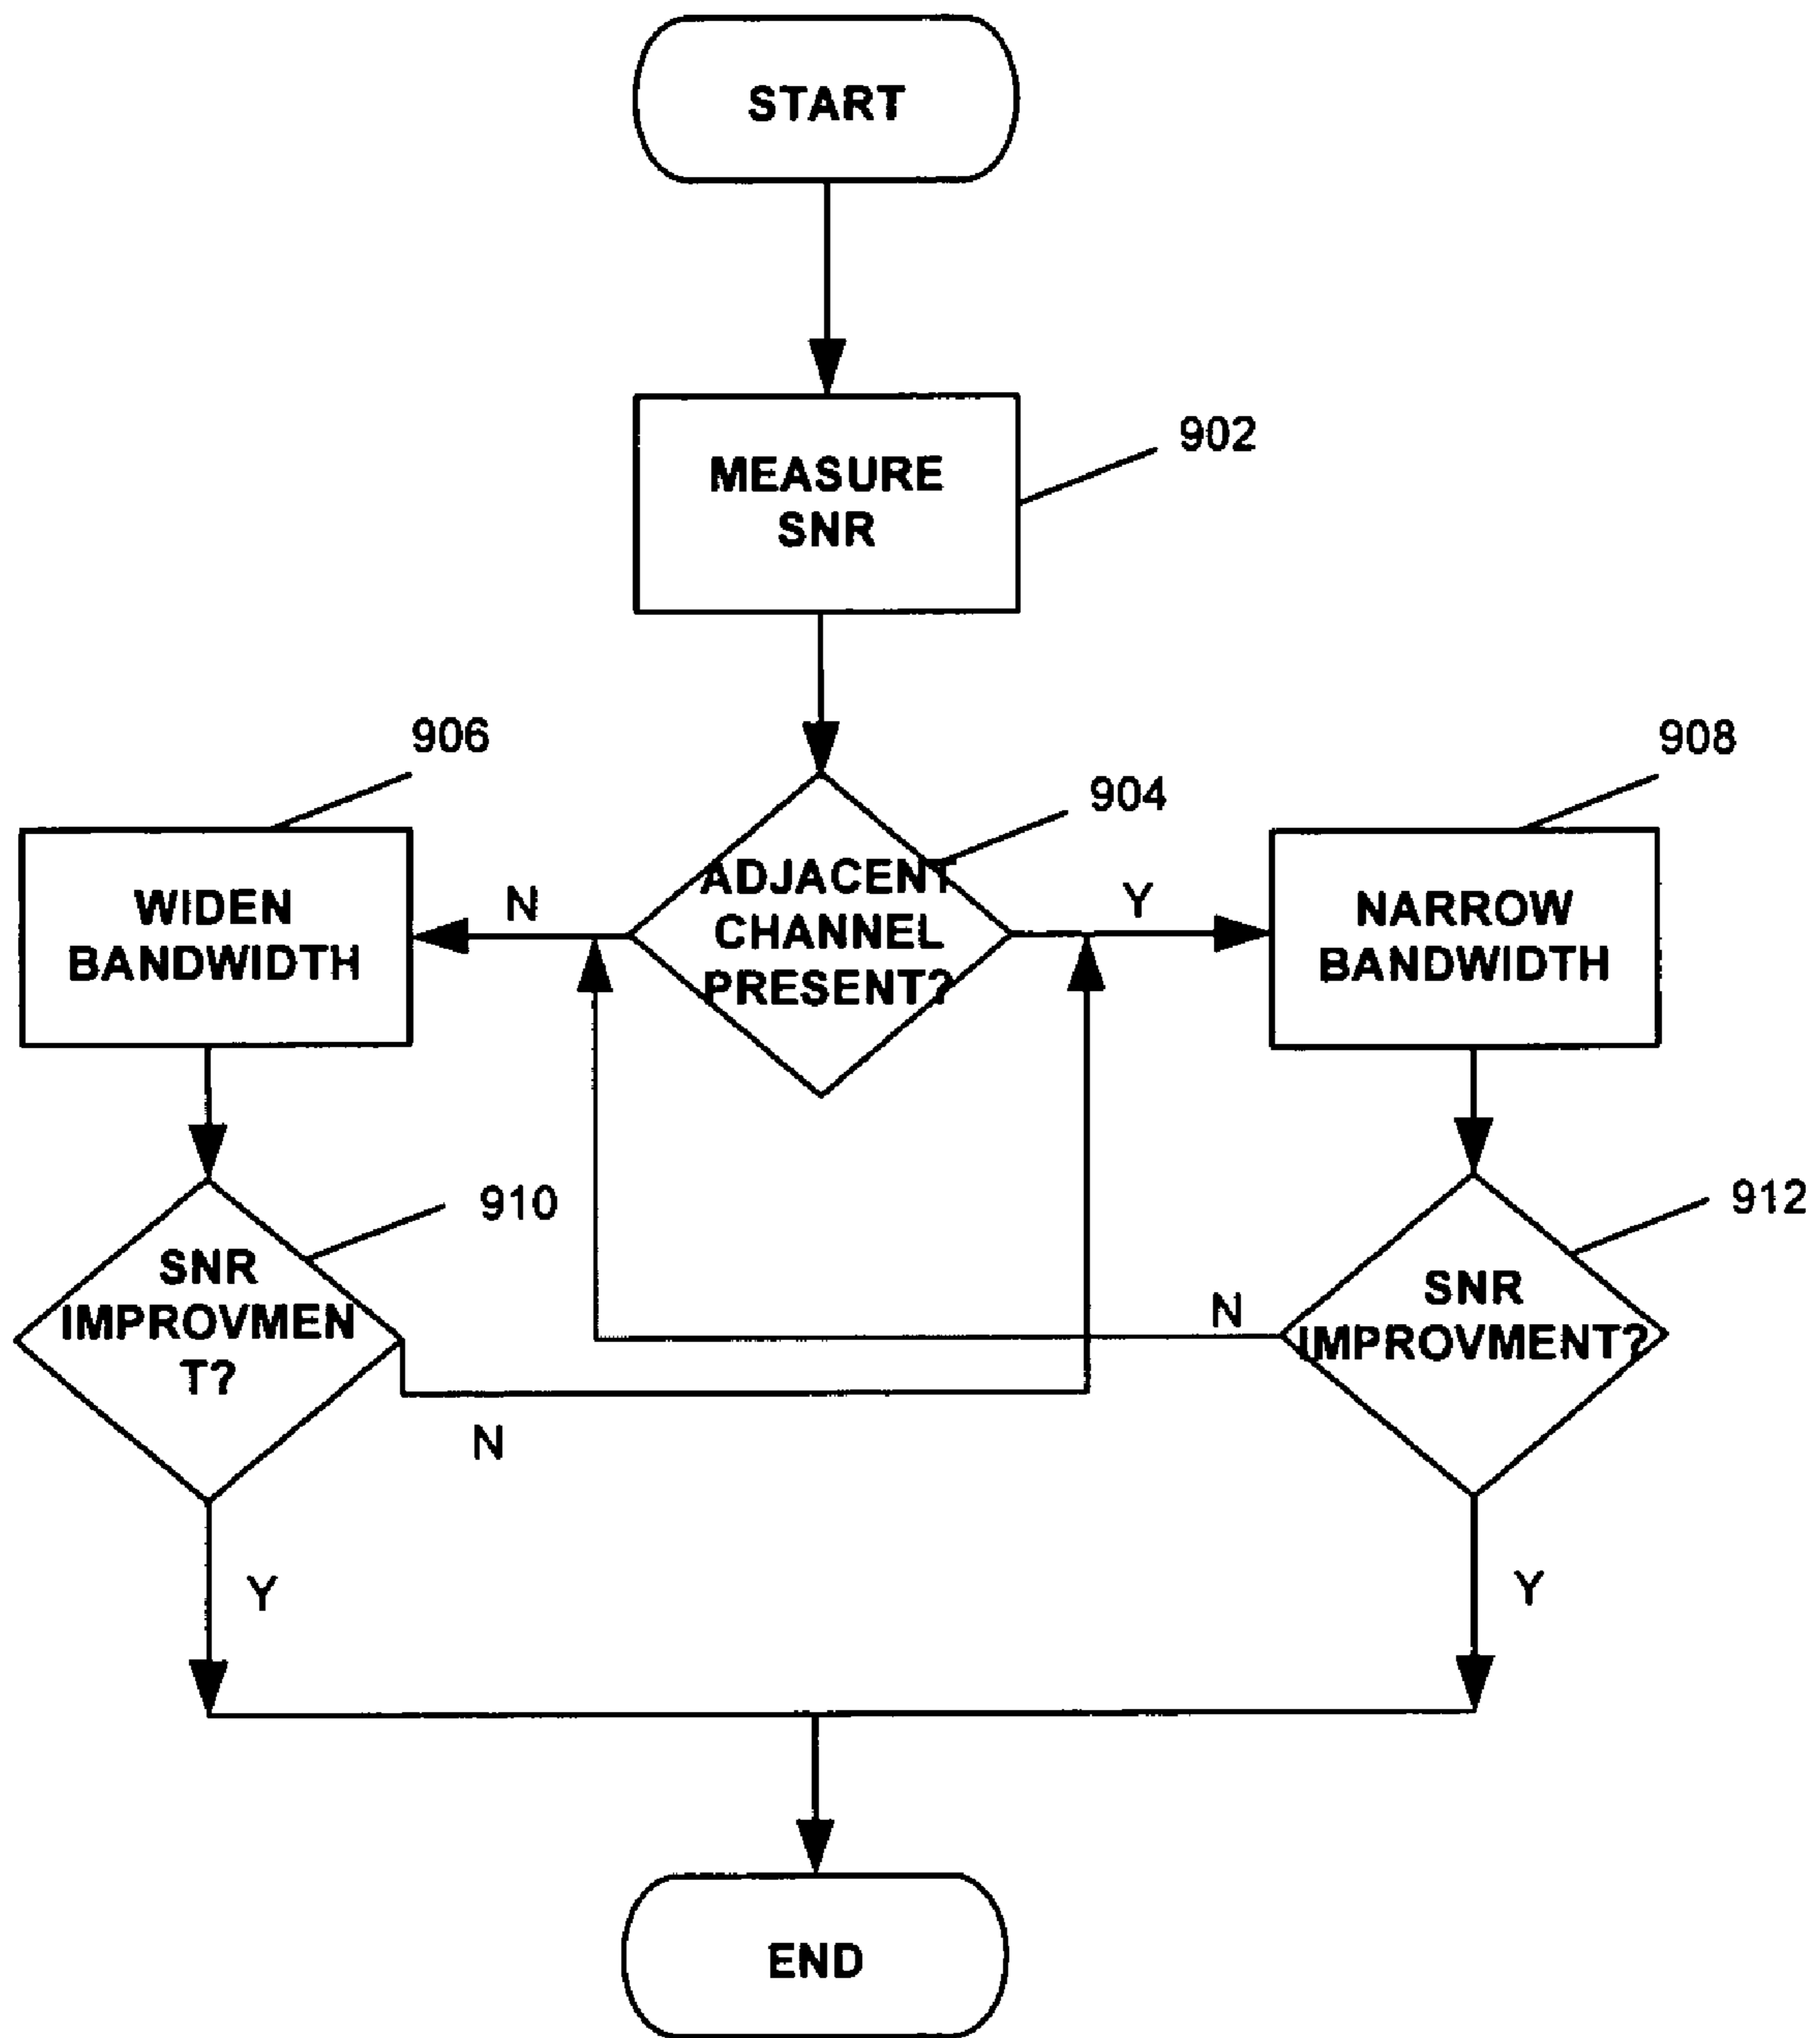 START
MEASURE
SNR
902
906
908
904
WIDEN
BANDWIDTH
N
ADJACENT
CHANNEL
PRESENT?
Y
NARROW
BANDWIDTH
910
912
SNR
IMPROVMEN
T?
N
SNR
IMPROVMENT?
N
Y
Y
END